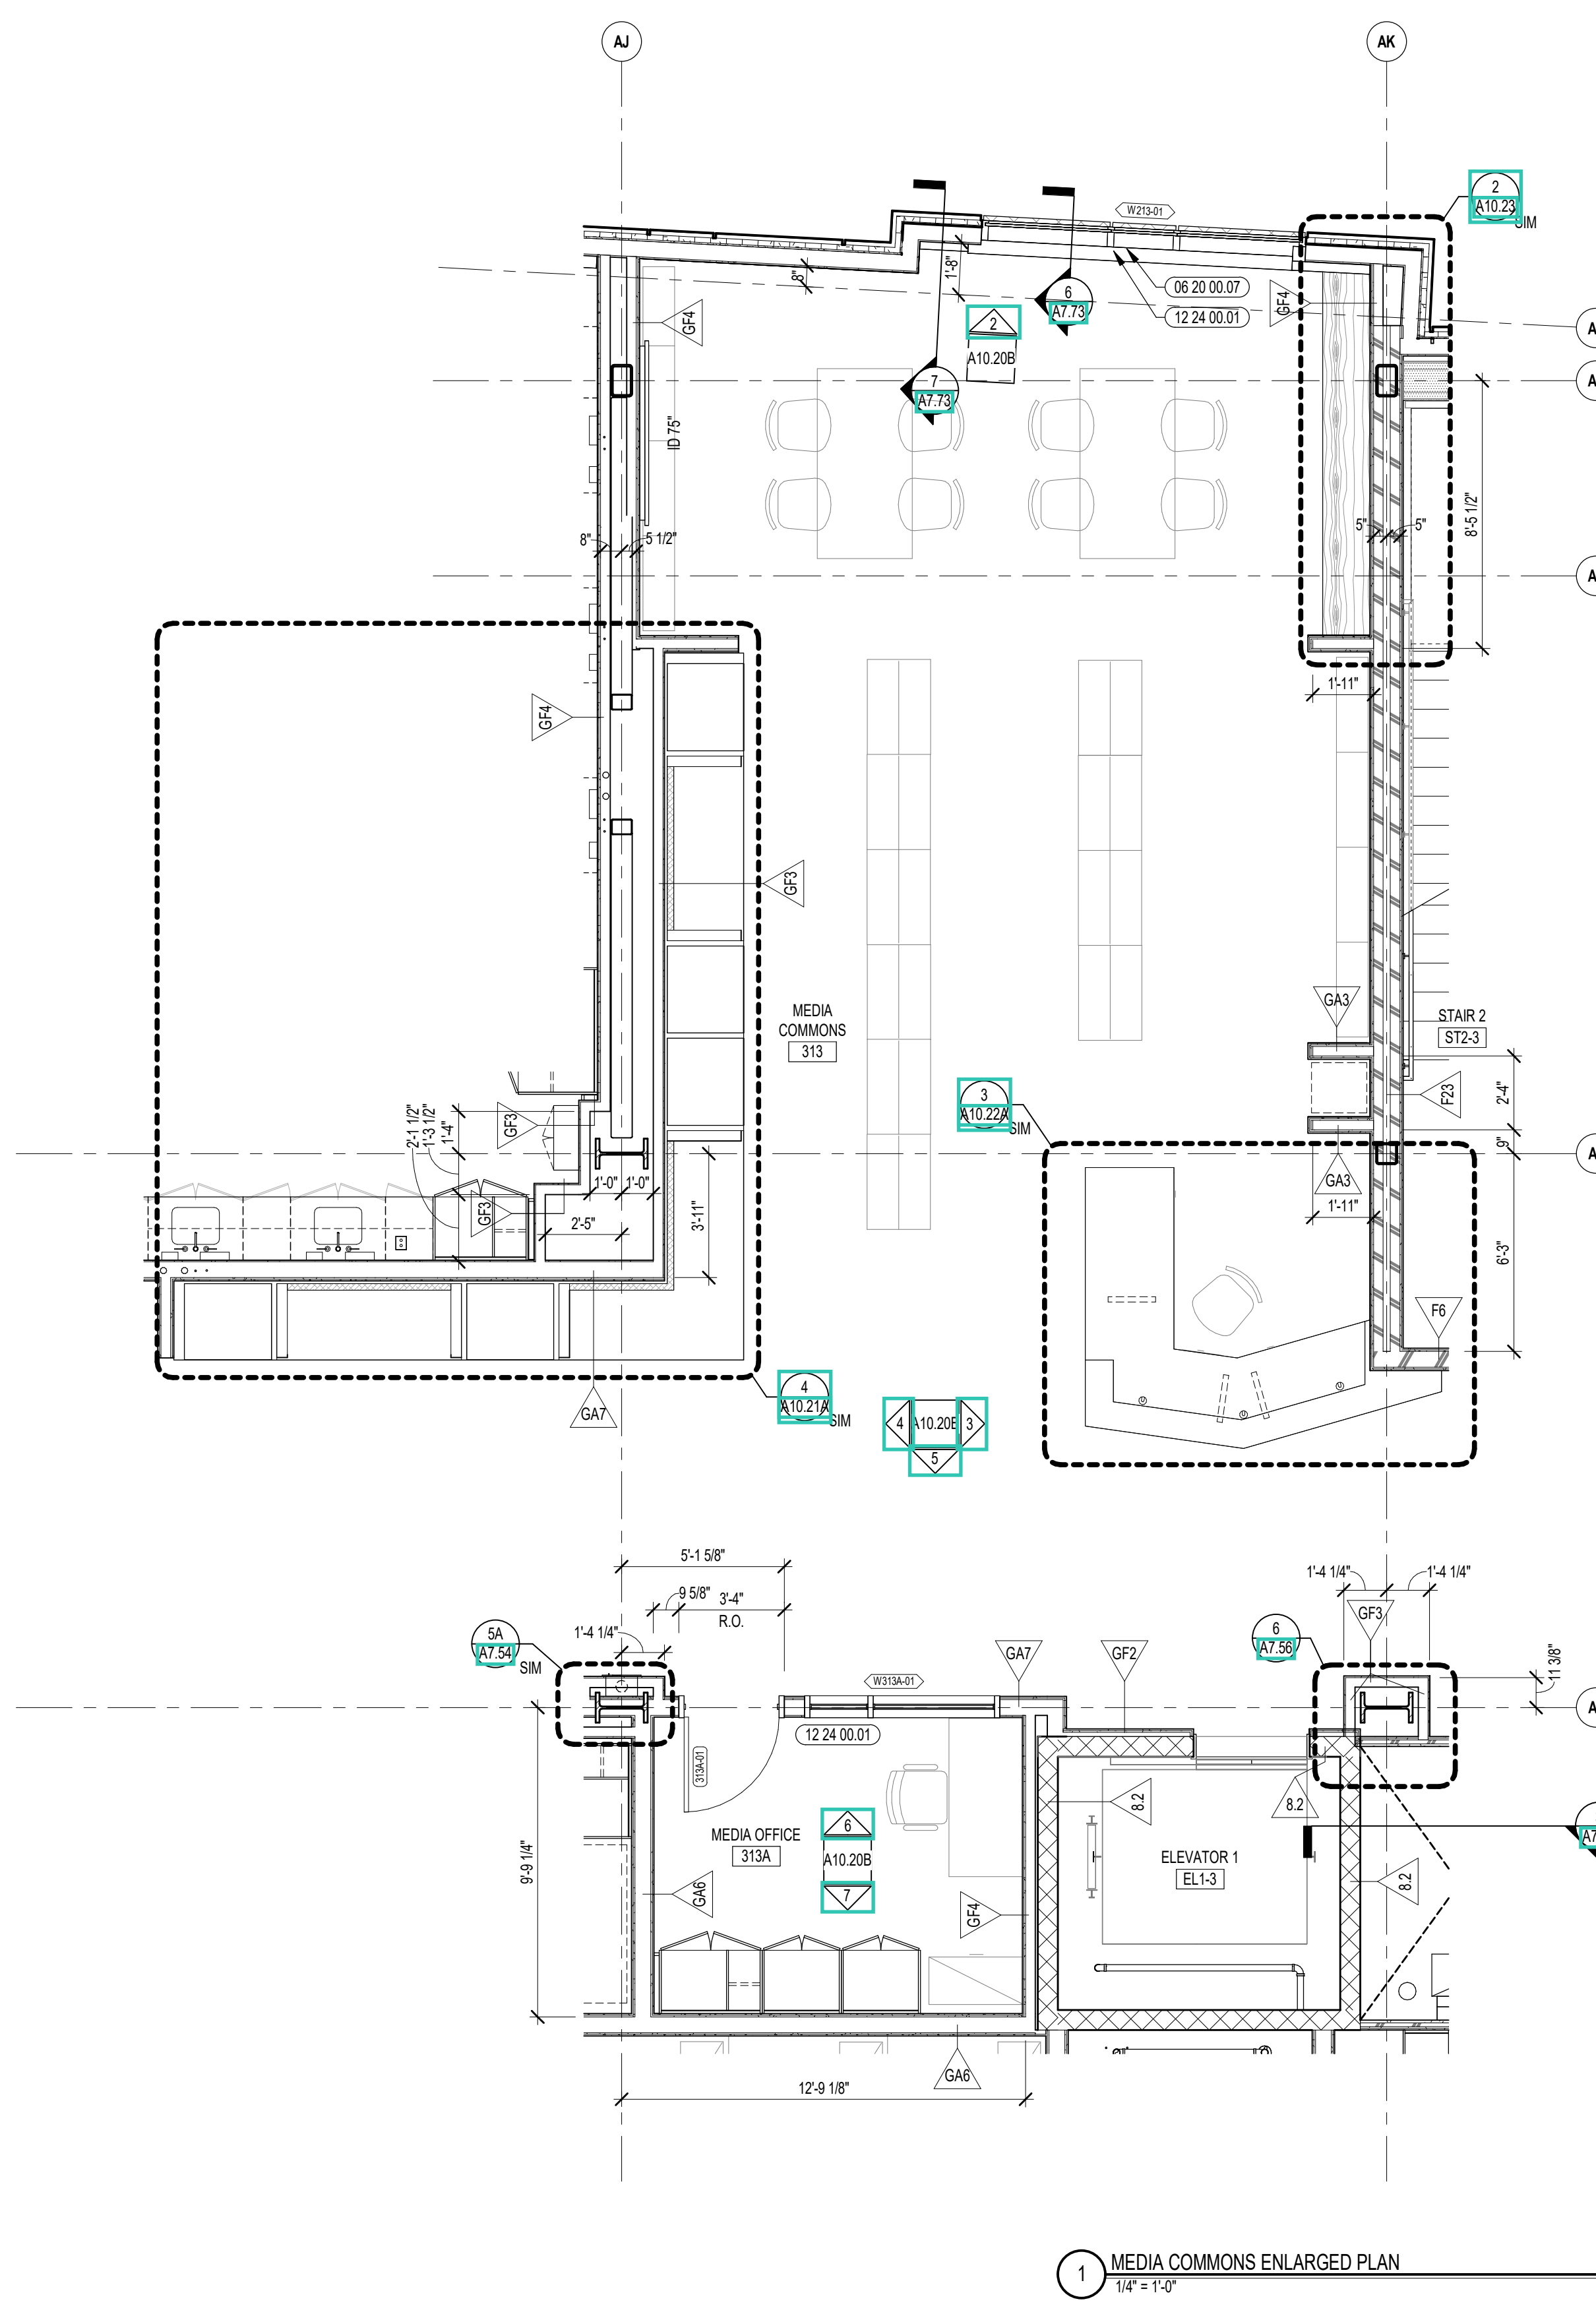 AJ
AK
2
A10.23
SIM
W213-01
8"
1'-8"
6
A7.73
06 20 00.07
12 24 00.01
GF4
GF4
2
A10.20B
7
A7.73
ID 75"
8"
5 1/2"
5"
5"
8'-5 1/2"
1'-11"
GF4
GF3
MEDIA
COMMONS
313
GA3
STAIR 2
ST2-3
3
A10.22A
SIM
F23
2'-4"
9"
GA3
1'-11"
6'-3"
F6
2'-1 1/2"
1'-3 1/2"
1'-4"
GF3
GF3
1'-0"
1'-0"
2'-5"
3'-11"
GA7
4
A10.21A
SIM
4
A10.20B
3
5
5'-1 5/8"
9 5/8"
3'-4"
R.O.
1'-4 1/4"
5A
A7.54
SIM
W313A-01
12 24 00.01
GA7
GF2
6
A7.56
1'-4 1/4"
1'-4 1/4"
GF3
11 3/8"
313A-01
8.2
8.2
8.2
MEDIA OFFICE
313A
6
A10.20B
7
ELEVATOR 1
EL1-3
9'-9 1/4"
GA6
GF4
GA6
12'-9 1/8"
1
MEDIA COMMONS ENLARGED PLAN
1/4" = 1'-0"